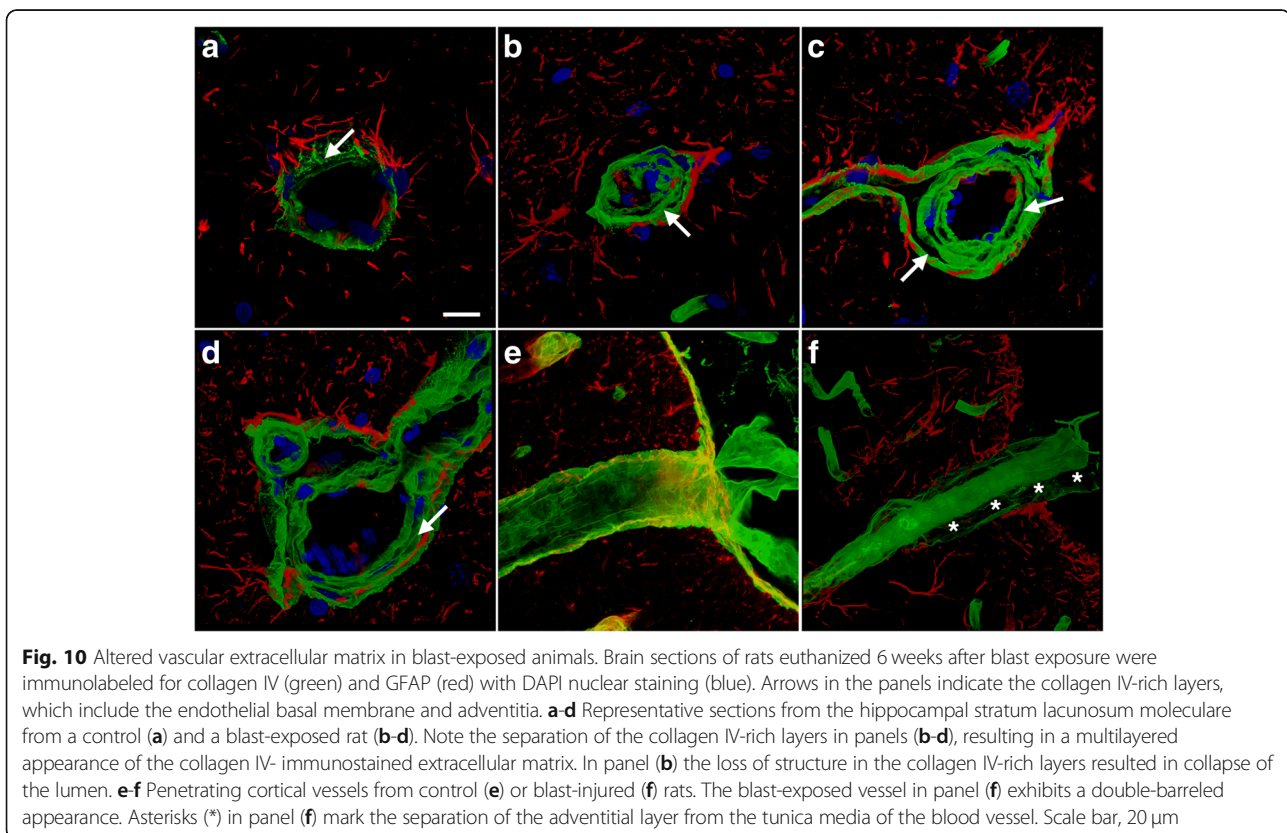 a
b
c
d
e
f
* * * *
Fig. 10 Altered vascular extracellular matrix in blast-exposed animals. Brain sections of rats euthanized 6 weeks after blast exposure were
immunolabeled for collagen IV (green) and GFAP (red) with DAPI nuclear staining (blue). Arrows in the panels indicate the collagen IV-rich layers,
which include the endothelial basal membrane and adventitia. a-d Representative sections from the hippocampal stratum lacunosum moleculare
from a control (a) and a blast-exposed rat (b-d). Note the separation of the collagen IV-rich layers in panels (b-d), resulting in a multilayered
appearance of the collagen IV- immunostained extracellular matrix. In panel (b) the loss of structure in the collagen IV-rich layers resulted in collapse of
the lumen. e-f Penetrating cortical vessels from control (e) or blast-injured (f) rats. The blast-exposed vessel in panel (f) exhibits a double-barreled
appearance. Asterisks (*) in panel (f) mark the separation of the adventitial layer from the tunica media of the blood vessel. Scale bar, 20 μm